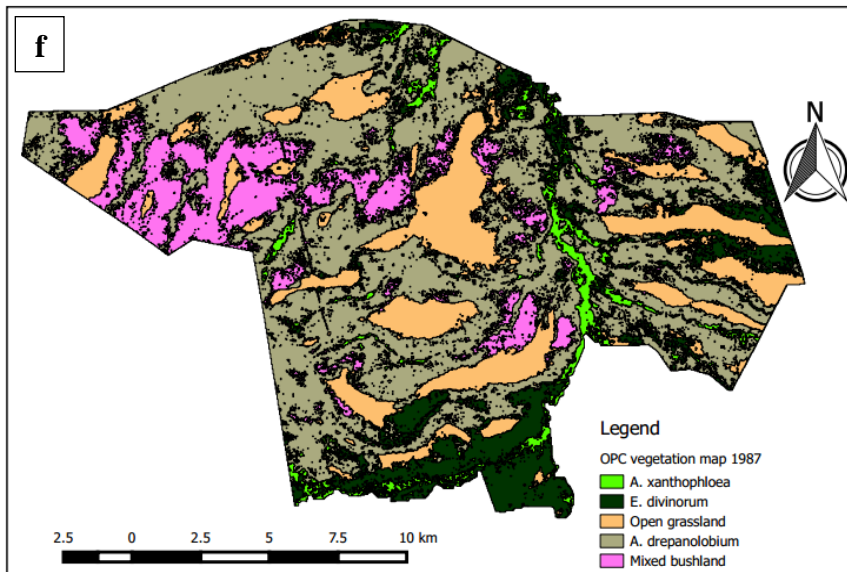 f
N
Legend
OPC vegetation map 1987
A. xanthophloea
E. divinorum
Open grassland
A. drepanolobium
Mixed bushland
2.5 0 2.5 5 7.5 10 km